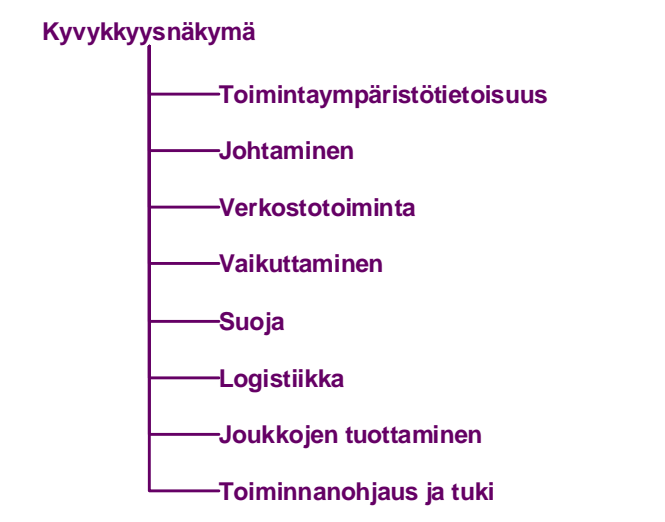 Kyvykkyysnäkymä
Toimintaympäristötietoisuus
Johtaminen
Verkostotoiminta
Vaikuttaminen
Suoja
Logistiikka
Joukkojen tuottaminen
Toiminnanohjaus ja tuki